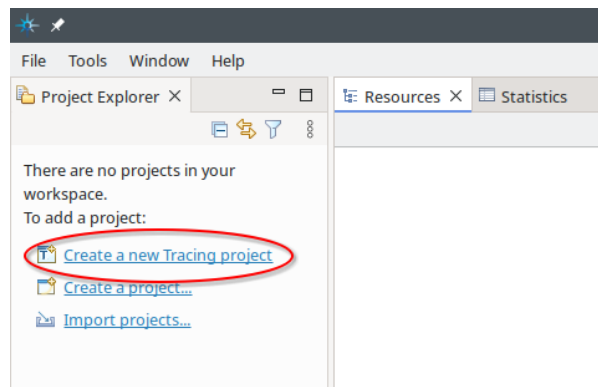 File Tools Window Help
Project Explorer
Resources
Statistics
There are no projects in your
workspace.
To add a project:
Create a new Tracing project
Create a project...
Import projects...